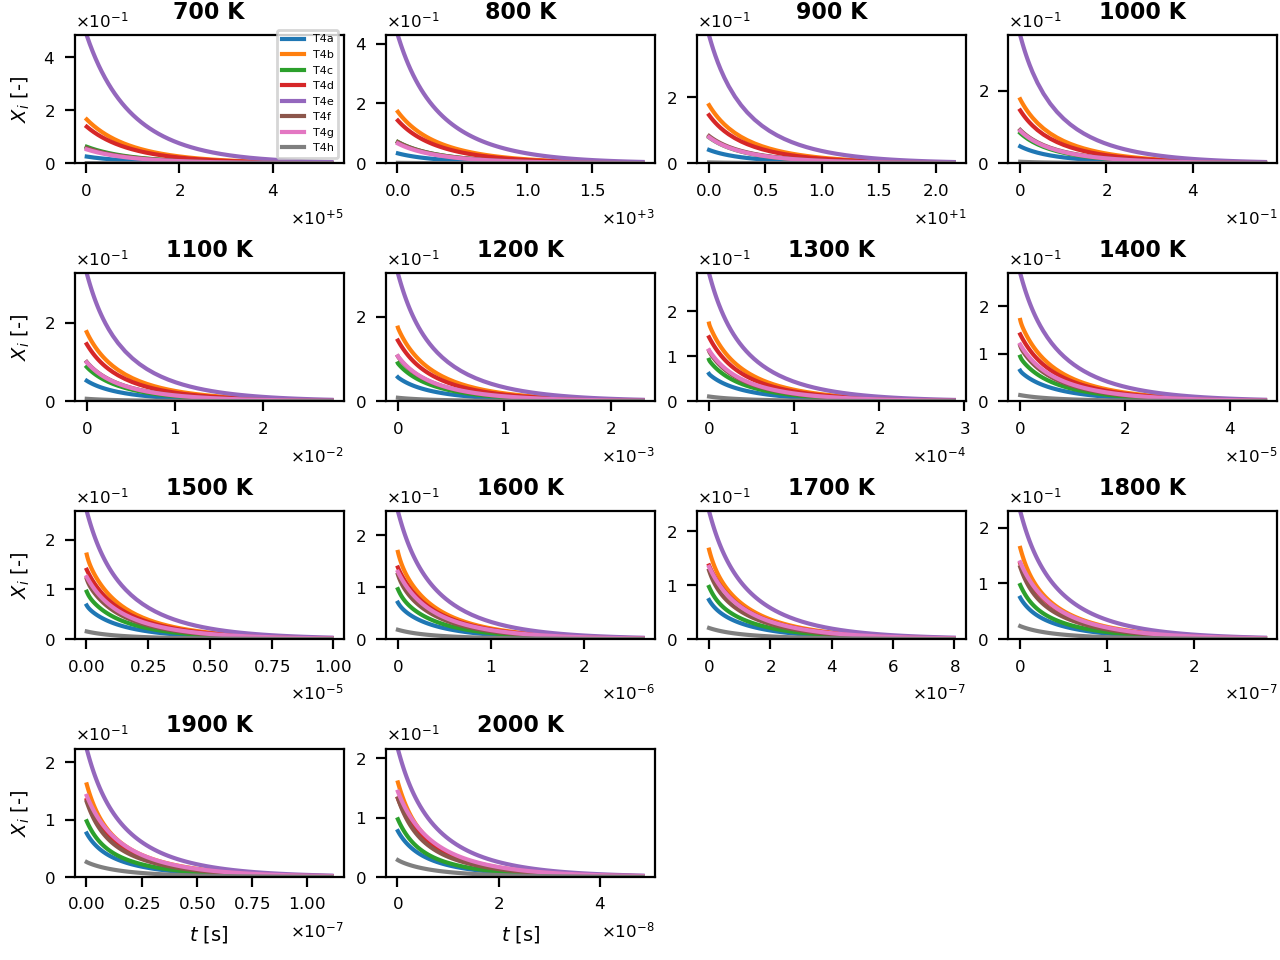 700 K
800 K
900 K
1000 K
×10⁻¹
×10⁻¹
×10⁻¹
×10⁻¹
X_i [-]
4
2
0
4
2
0
2
0
2
0
T4a
T4b
T4c
T4d
T4e
T4f
T4g
T4h
0 2 4
0.0 0.5 1.0 1.5
0.0 0.5 1.0 1.5 2.0
0 2 4
×10⁺⁵
×10⁺³
×10⁺¹
×10⁻¹
1100 K
1200 K
1300 K
1400 K
×10⁻¹
×10⁻¹
×10⁻¹
×10⁻¹
X_i [-]
2
0
2
0
2
1
0
2
1
0
0 1 2
0 1 2
0 1 2 3
0 2 4
×10⁻²
×10⁻³
×10⁻⁴
×10⁻⁵
1500 K
1600 K
1700 K
1800 K
×10⁻¹
×10⁻¹
×10⁻¹
×10⁻¹
X_i [-]
2
1
0
2
1
0
2
1
0
2
1
0
0.00 0.25 0.50 0.75 1.00
0 1 2
0 2 4 6 8
0 1 2
×10⁻⁵
×10⁻⁶
×10⁻⁷
×10⁻⁷
1900 K
2000 K
×10⁻¹
×10⁻¹
X_i [-]
2
1
0
2
1
0
0.00 0.25 0.50 0.75 1.00
0 2 4
t [s]
×10⁻⁷
t [s]
×10⁻⁸